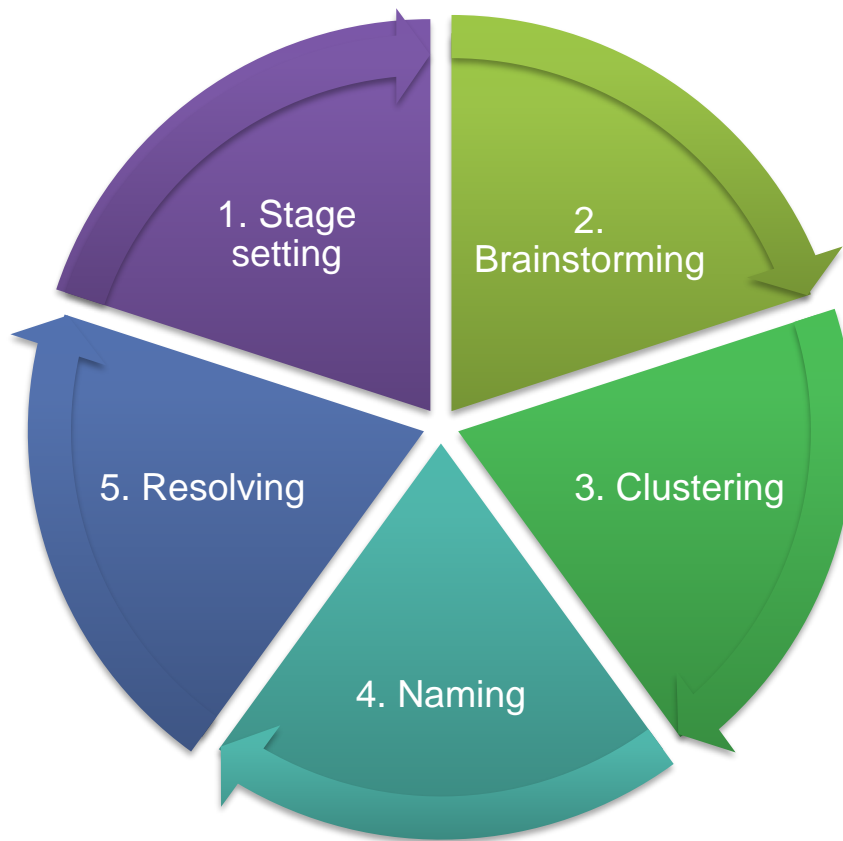 1. Stage
setting
2.
Brainstorming
3. Clustering
4. Naming
5. Resolving